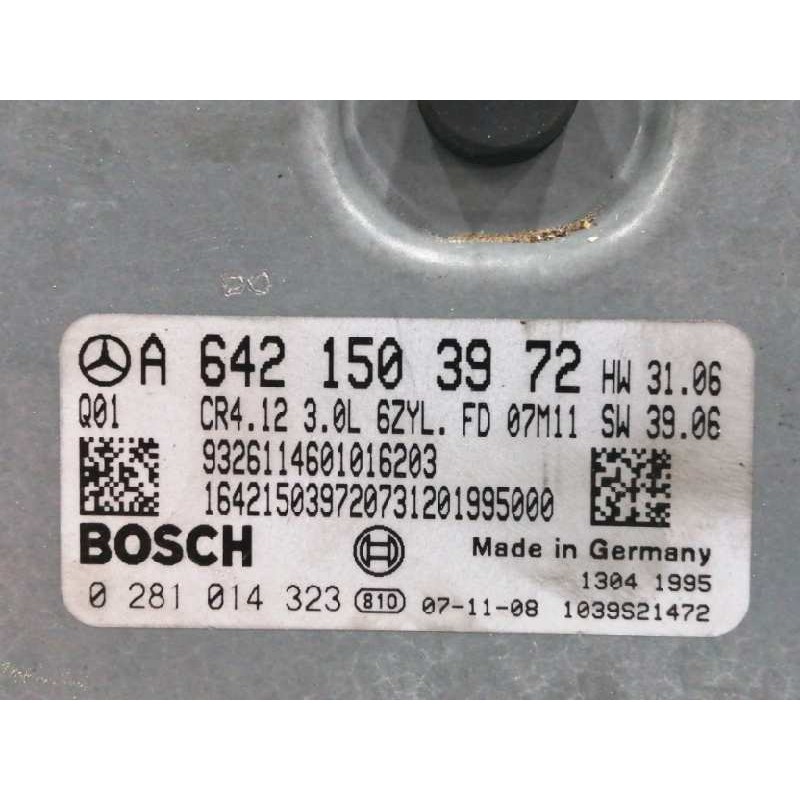 A 642 150 39 72 HW 31.06
Q01 CR4.12 3.0L 6ZYL. FD 07M11 SW 39.06
9326114601016203
164215039720731201995000
BOSCH Made in Germany
1304 1995
0 281 014 323 810 07-11-08 1039S21472